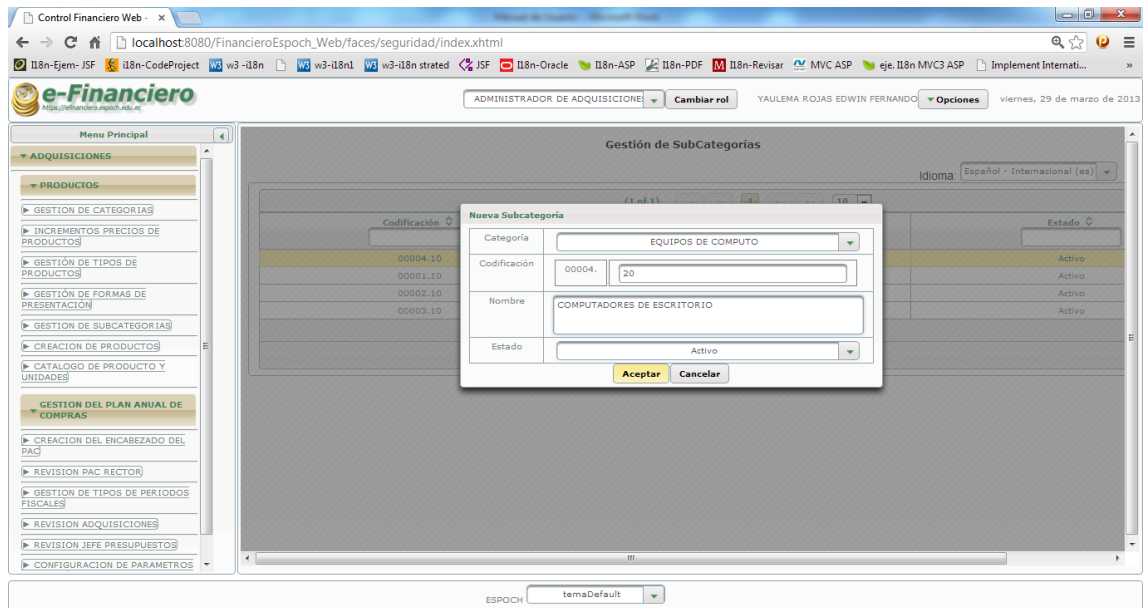 Control Financiero Web -
localhost:8080/FinancieroEspoch_Web/faces/seguridad/index.xhtml
I18n-Ejem- JSF
i18n-CodeProject
w3 -i18n
w3-i18n1
w3-i18n strated
JSF
I18n-Oracle
I18n-ASP
I18n-PDF
I18n-Revisar
MVC ASP
eje. I18n MVC3 ASP
Implement Internati...
e-Financiero
https://efinanciero.espoch.edu.ec
ADMINISTRADOR DE ADQUISICIONE
Cambiar rol
YAULEMA ROJAS EDWIN FERNANDO
Opciones
viernes, 29 de marzo de 2013
Menu Principal
ADQUISICIONES
PRODUCTOS
GESTION DE CATEGORIAS
INCREMENTOS PRECIOS DE
PRODUCTOS
GESTIÓN DE TIPOS DE
PRODUCTOS
GESTIÓN DE FORMAS DE
PRESENTACIÓN
GESTION DE SUBCATEGORIAS
CREACION DE PRODUCTOS
CATALOGO DE PRODUCTO Y
UNIDADES
GESTION DEL PLAN ANUAL DE
COMPRAS
CREACION DEL ENCABEZADO DEL
PAC
REVISION PAC RECTOR
GESTION DE TIPOS DE PERIODOS
FISCALES
REVISION ADQUISICIONES
REVISION JEFE PRESUPUESTOS
CONFIGURACION DE PARAMETROS
Gestión de SubCategorías
Idioma:
Español - Internacional (es)
(1 of 1)
1
10
Codificación
Estado
00004.10
Activo
00001.10
Activo
00002.10
Activo
00003.10
Activo
Nueva Subcategoría
Categoría
EQUIPOS DE COMPUTO
Codificación
00004.
20
Nombre
COMPUTADORES DE ESCRITORIO
Estado
Activo
Aceptar
Cancelar
ESPOCH
temaDefault